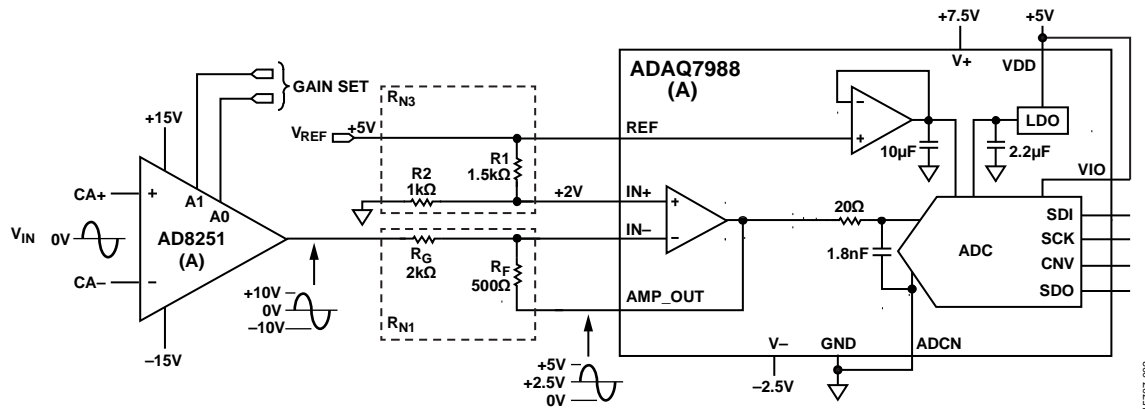 +7.5V
+5V
V+
VDD
ADAQ7988
(A)
GAIN SET
RN3
+15V
VREF
+5V
REF
LDO
10µF
2.2µF
VIO
R1
1.5kΩ
R2
1kΩ
+2V
IN+
CA+
A1
A0
VIN
0V
AD8251
(A)
IN–
20Ω
SDI
SCK
ADC
1.8nF
CNV
SDO
RG
2kΩ
RF
500Ω
CA–
AMP_OUT
+10V
0V
–10V
RN1
–15V
+5V
+2.5V
0V
V–
GND
ADCN
–2.5V